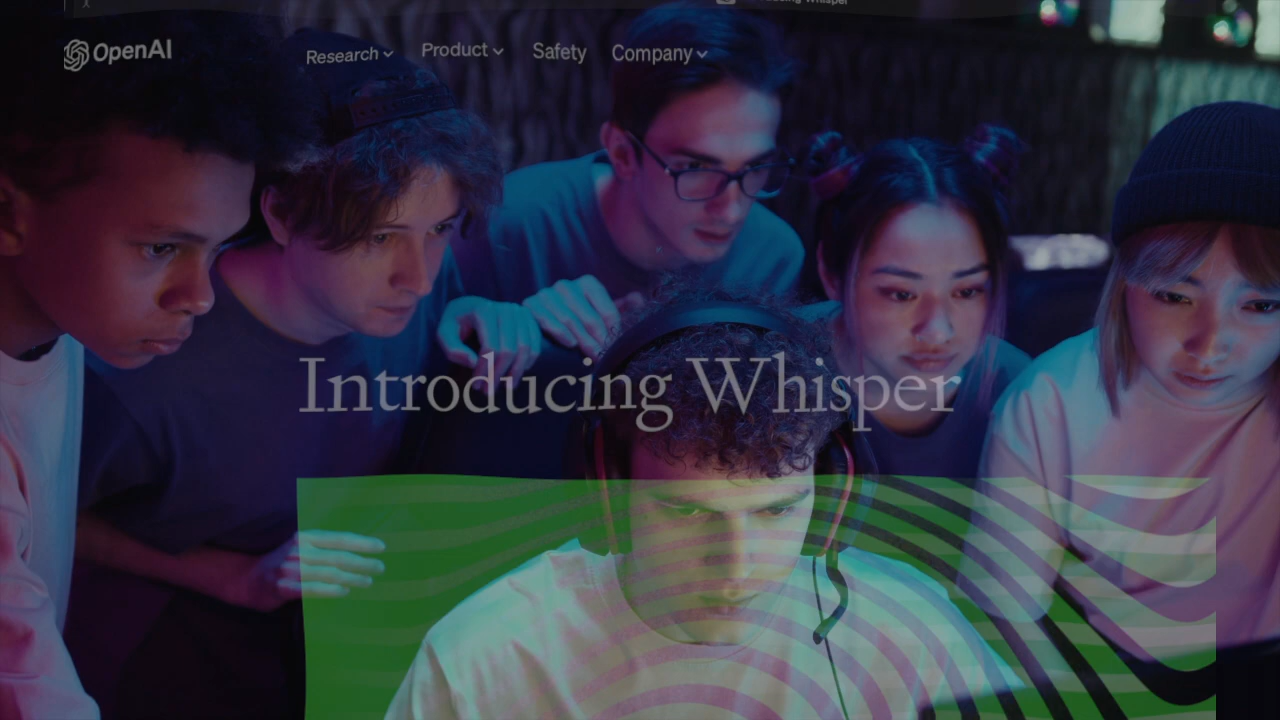 OpenAI
Research
Product
Safety
Company
Introducing Whisper